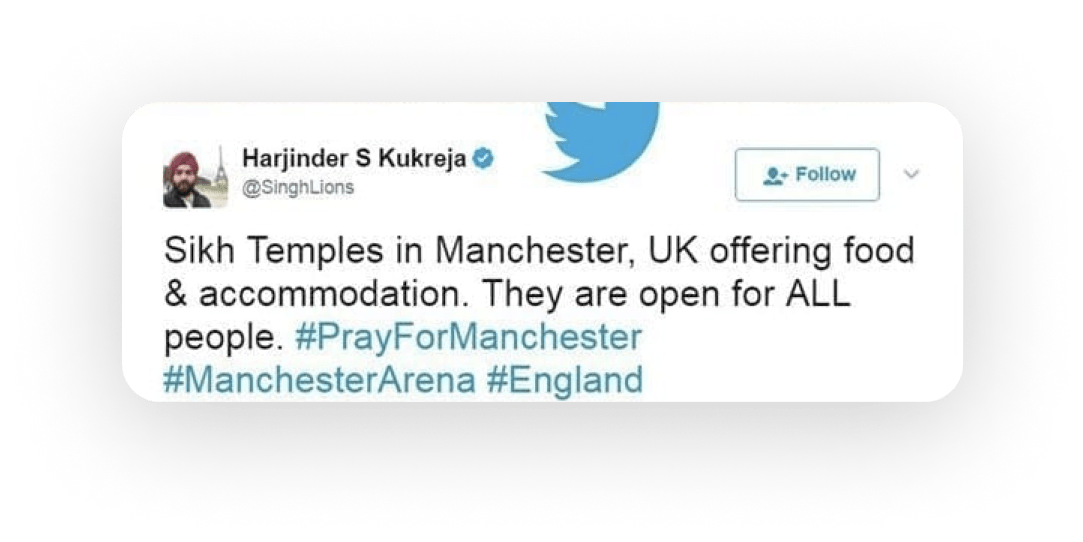 Harjinder S Kukreja
@SinghLions
Follow
Sikh Temples in Manchester, UK offering food
& accommodation. They are open for ALL
people. #PrayForManchester
#ManchesterArena #England